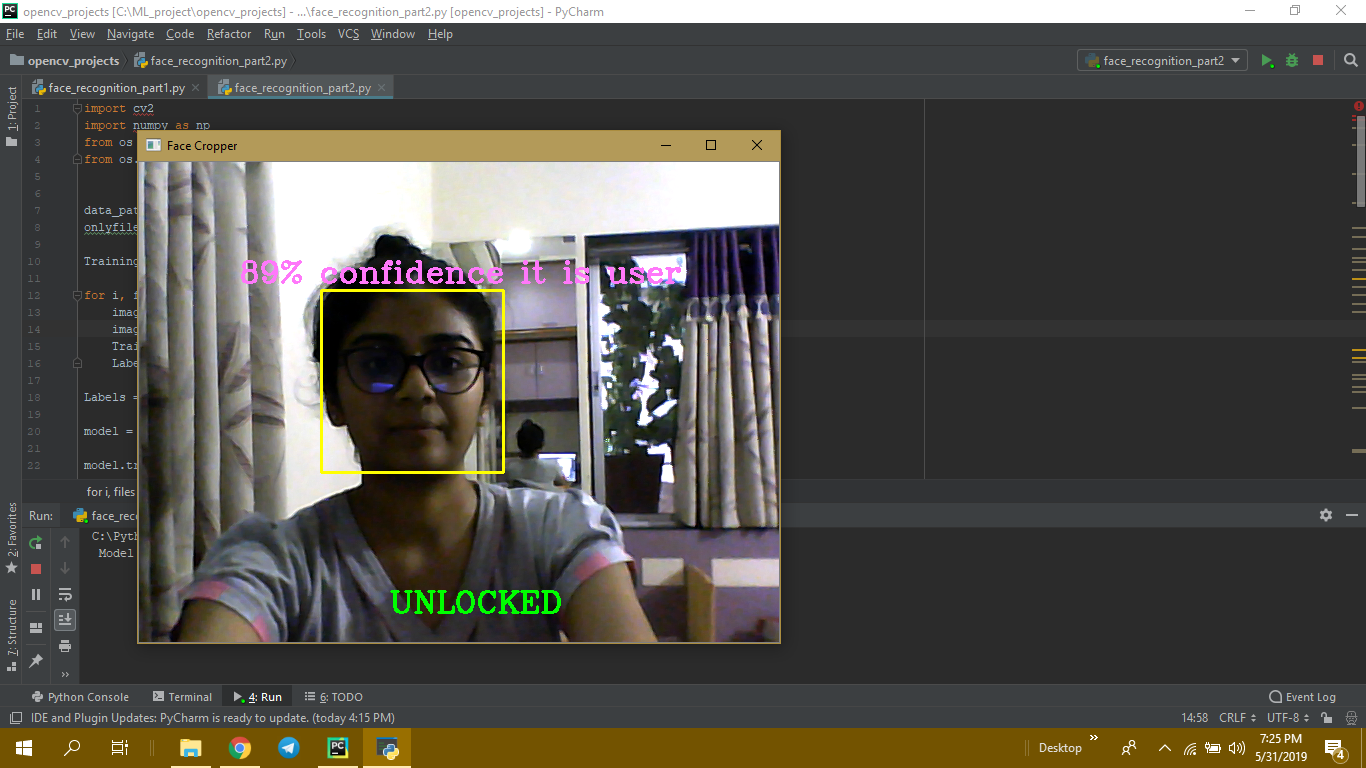 opencv_projects [C:\ML_project\opencv_projects] - ...\face_recognition_part2.py [opencv_projects] - PyCharm
File Edit View Navigate Code Refactor Run Tools VCS Window Help
opencv_projects face_recognition_part2.py face_recognition_part2
1: Project
face_recognition_part1.py face_recognition_part2.py
1 import cv2
2 import numpy as np
3 from os
4 from os.
5
6
7 data_pat
8 onlyfile
9
10 Training
11
12 for i, f
13 imag
14 imag
15 Trai
16 Labe
17
18 Labels =
19
20 model =
21
22 model.tr
Face Cropper
89% confidence it is user
UNLOCKED
for i, files
Run: face_reco
C:\Pyth
Model
2: Favorites
7: Structure
Python Console Terminal 4: Run 6: TODO Event Log
IDE and Plugin Updates: PyCharm is ready to update. (today 4:15 PM) 14:58 CRLF UTF-8
PC
Desktop
7:25 PM
5/31/2019
4